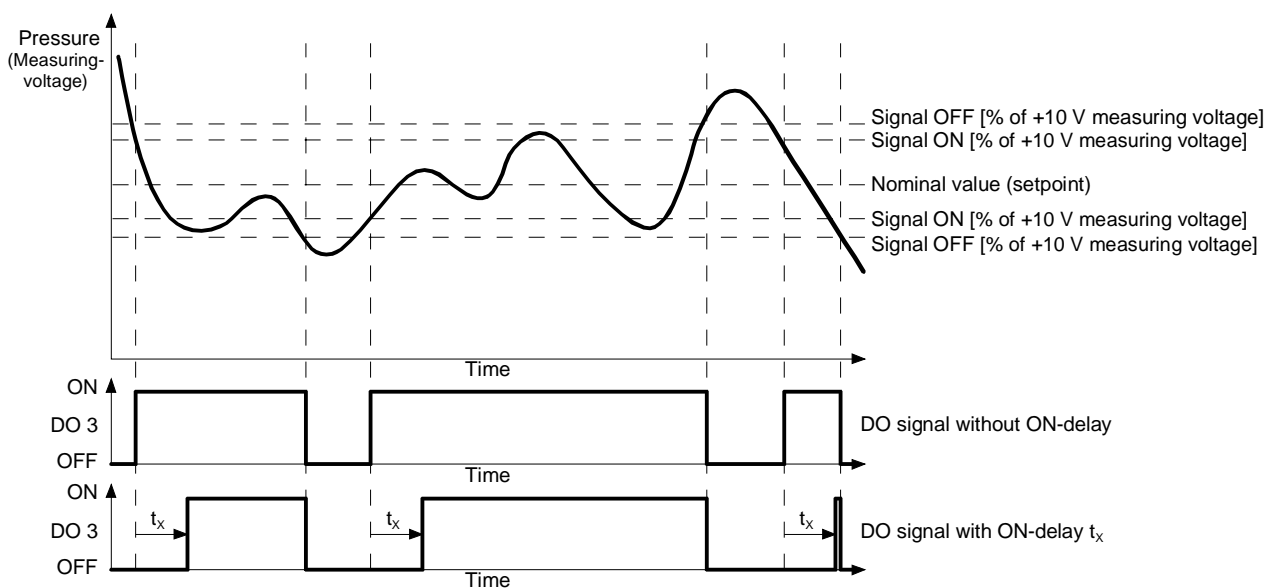 Pressure
(Measuring-
voltage)
Signal OFF [% of +10 V measuring voltage]
Signal ON [% of +10 V measuring voltage]
Nominal value (setpoint)
Signal ON [% of +10 V measuring voltage]
Signal OFF [% of +10 V measuring voltage]
Time
ON
DO 3
OFF
DO signal without ON-delay
Time
ON
DO 3
OFF
tX
tX
tX
DO signal with ON-delay tX
Time